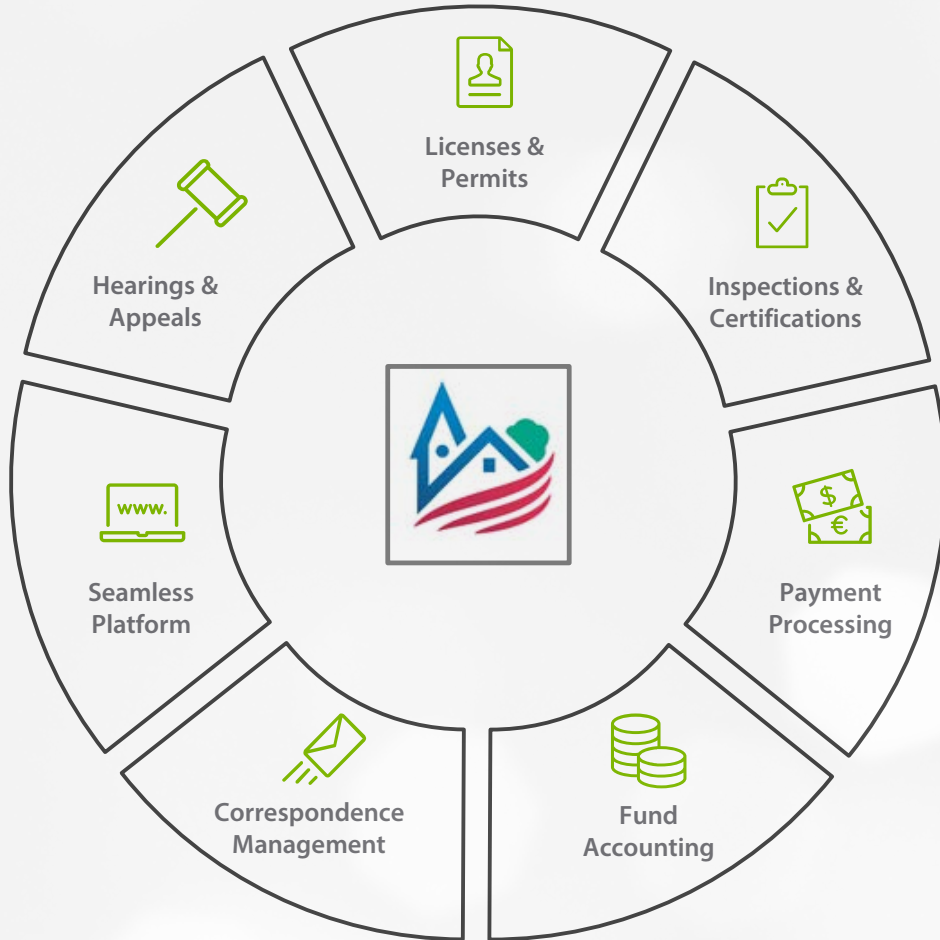 Licenses &
Permits
Inspections &
Certifications
$
€
Payment
Processing
Fund
Accounting
Correspondence
Management
www.
Seamless
Platform
Hearings &
Appeals